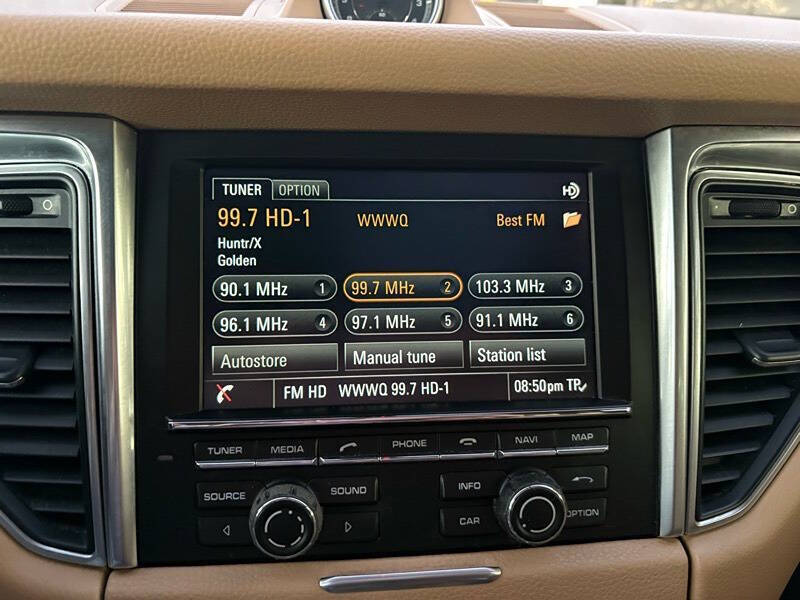 TUNER OPTION HD
99.7 HD-1 WWWQ Best FM
Huntr/X
Golden
90.1 MHz 1 99.7 MHz 2 103.3 MHz 3
96.1 MHz 4 97.1 MHz 5 91.1 MHz 6
Autostore Manual tune Station list
FM HD WWWQ 99.7 HD-1 08:50pm TP
TUNER MEDIA PHONE NAVI MAP
SOURCE SOUND INFO
CAR OPTION